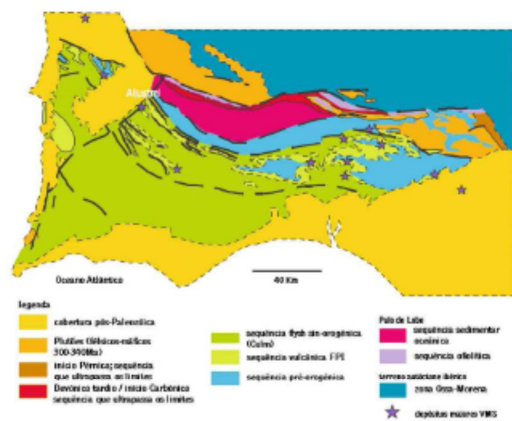 Aljustrel
Oceano Atlântico
40 Km
legenda
cobertura pós-Paleozóica
Plutões (félsicos-máficos
300-340Ma)
início Pérmico; sequência
que ultrapassa os limites
Devónico tardio / início Carbónico
sequência que ultrapassa os limites
sequência flysch sin-orogénica
(Culm)
sequência vulcânica FPI
sequência pré-orogénica
Pulo do Lobo
sequência sedimentar
oceânica
sequência ofiolítica
terreno autóctone ibérico
zona Ossa-Morena
depósitos maiores VMS